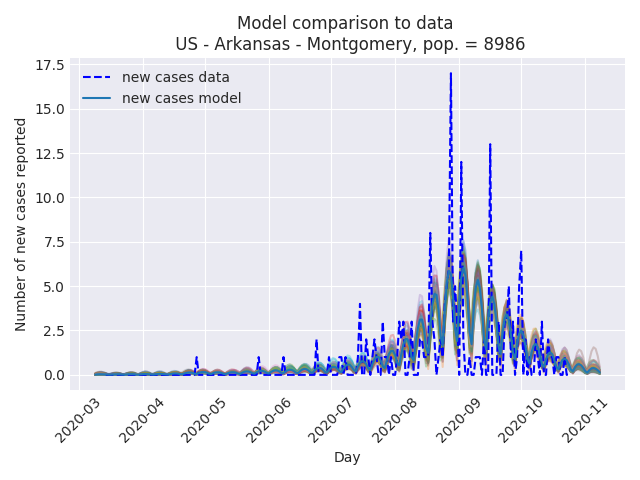 Model comparison to data
US - Arkansas - Montgomery, pop. = 8986
17.5
15.0
12.5
10.0
7.5
5.0
2.5
0.0
Number of new cases reported
new cases data
new cases model
2020-03
2020-04
2020-05
2020-06
2020-07
2020-08
2020-09
2020-10
2020-11
Day